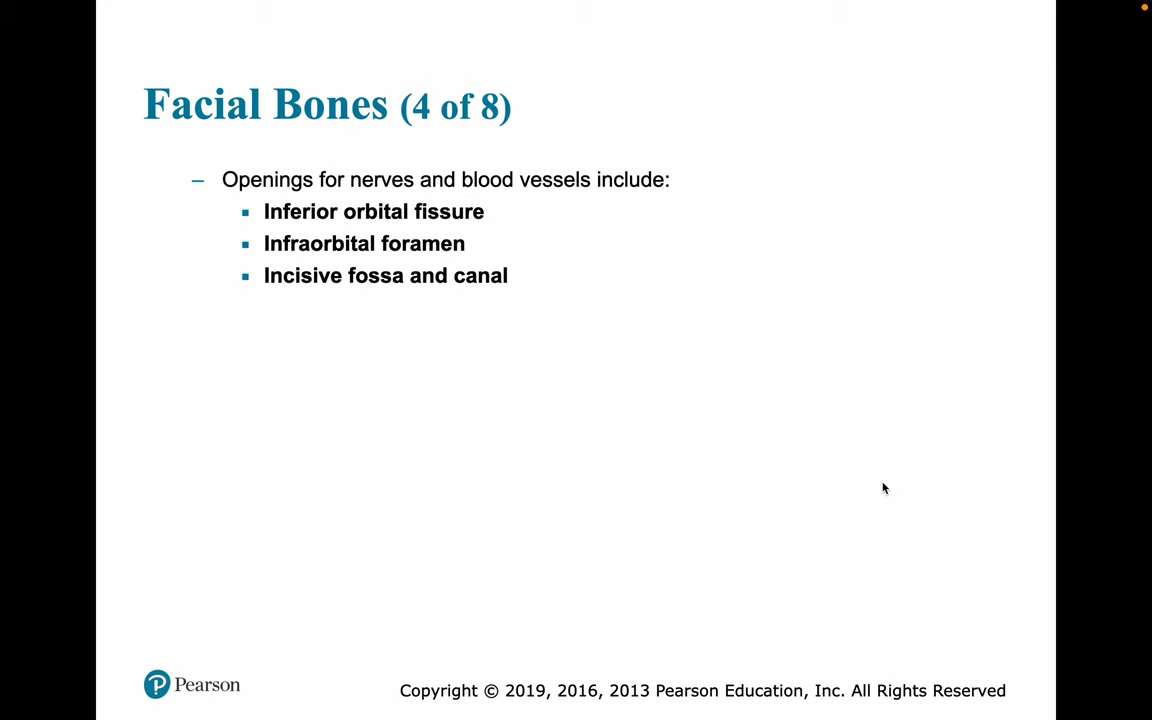 Facial Bones (4 of 8)
– Openings for nerves and blood vessels include:
▪ Inferior orbital fissure
▪ Infraorbital foramen
▪ Incisive fossa and canal
Pearson
Copyright © 2019, 2016, 2013 Pearson Education, Inc. All Rights Reserved